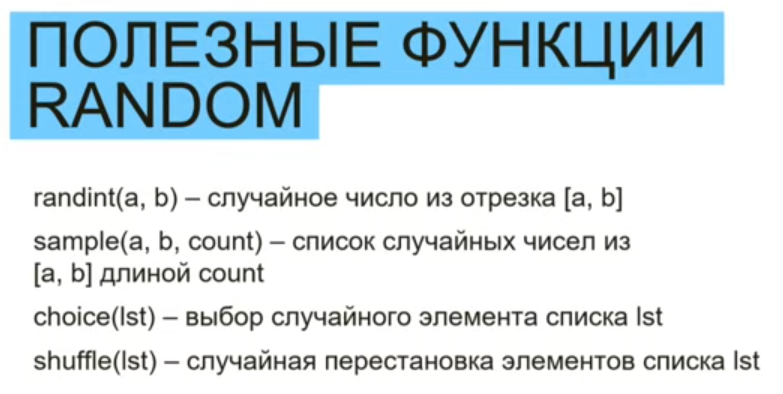 ПОЛЕЗНЫЕ ФУНКЦИИ
RANDOM
randint(a, b) – случайное число из отрезка [a, b]
sample(a, b, count) – список случайных чисел из
[a, b] длиной count
choice(lst) – выбор случайного элемента списка lst
shuffle(lst) – случайная перестановка элементов списка lst